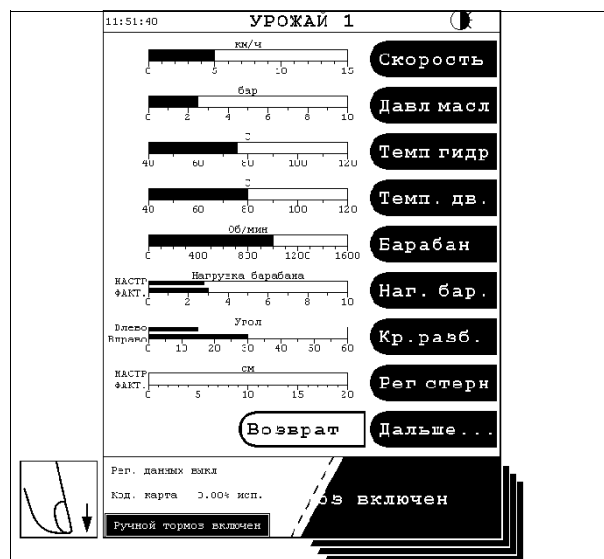 11:51:40 УРОЖАЙ 1
км/ч
0 5 10 15
Скорость
бар
0 2 4 6 8 10
Давл масл
C
40 60 80 100 120
Темп гидр
C
40 60 80 100 120
Темп. дв.
Об/мин
0 400 800 1200 1600
Барабан
Нагрузка барабана
НАСТР
ФАКТ.
0 2 4 6 8 10
Наг. бар.
Угол
Влево
Вправо
0 10 20 30 40 50 60
Кр.разб.
см
НАСТР
ФАКТ.
0 5 10 15 20
Рег стерн
Возврат
Дальше...
Рег. данных выкл
Код. карта 0.00% исп.
Ручной тормоз включен
оз включен